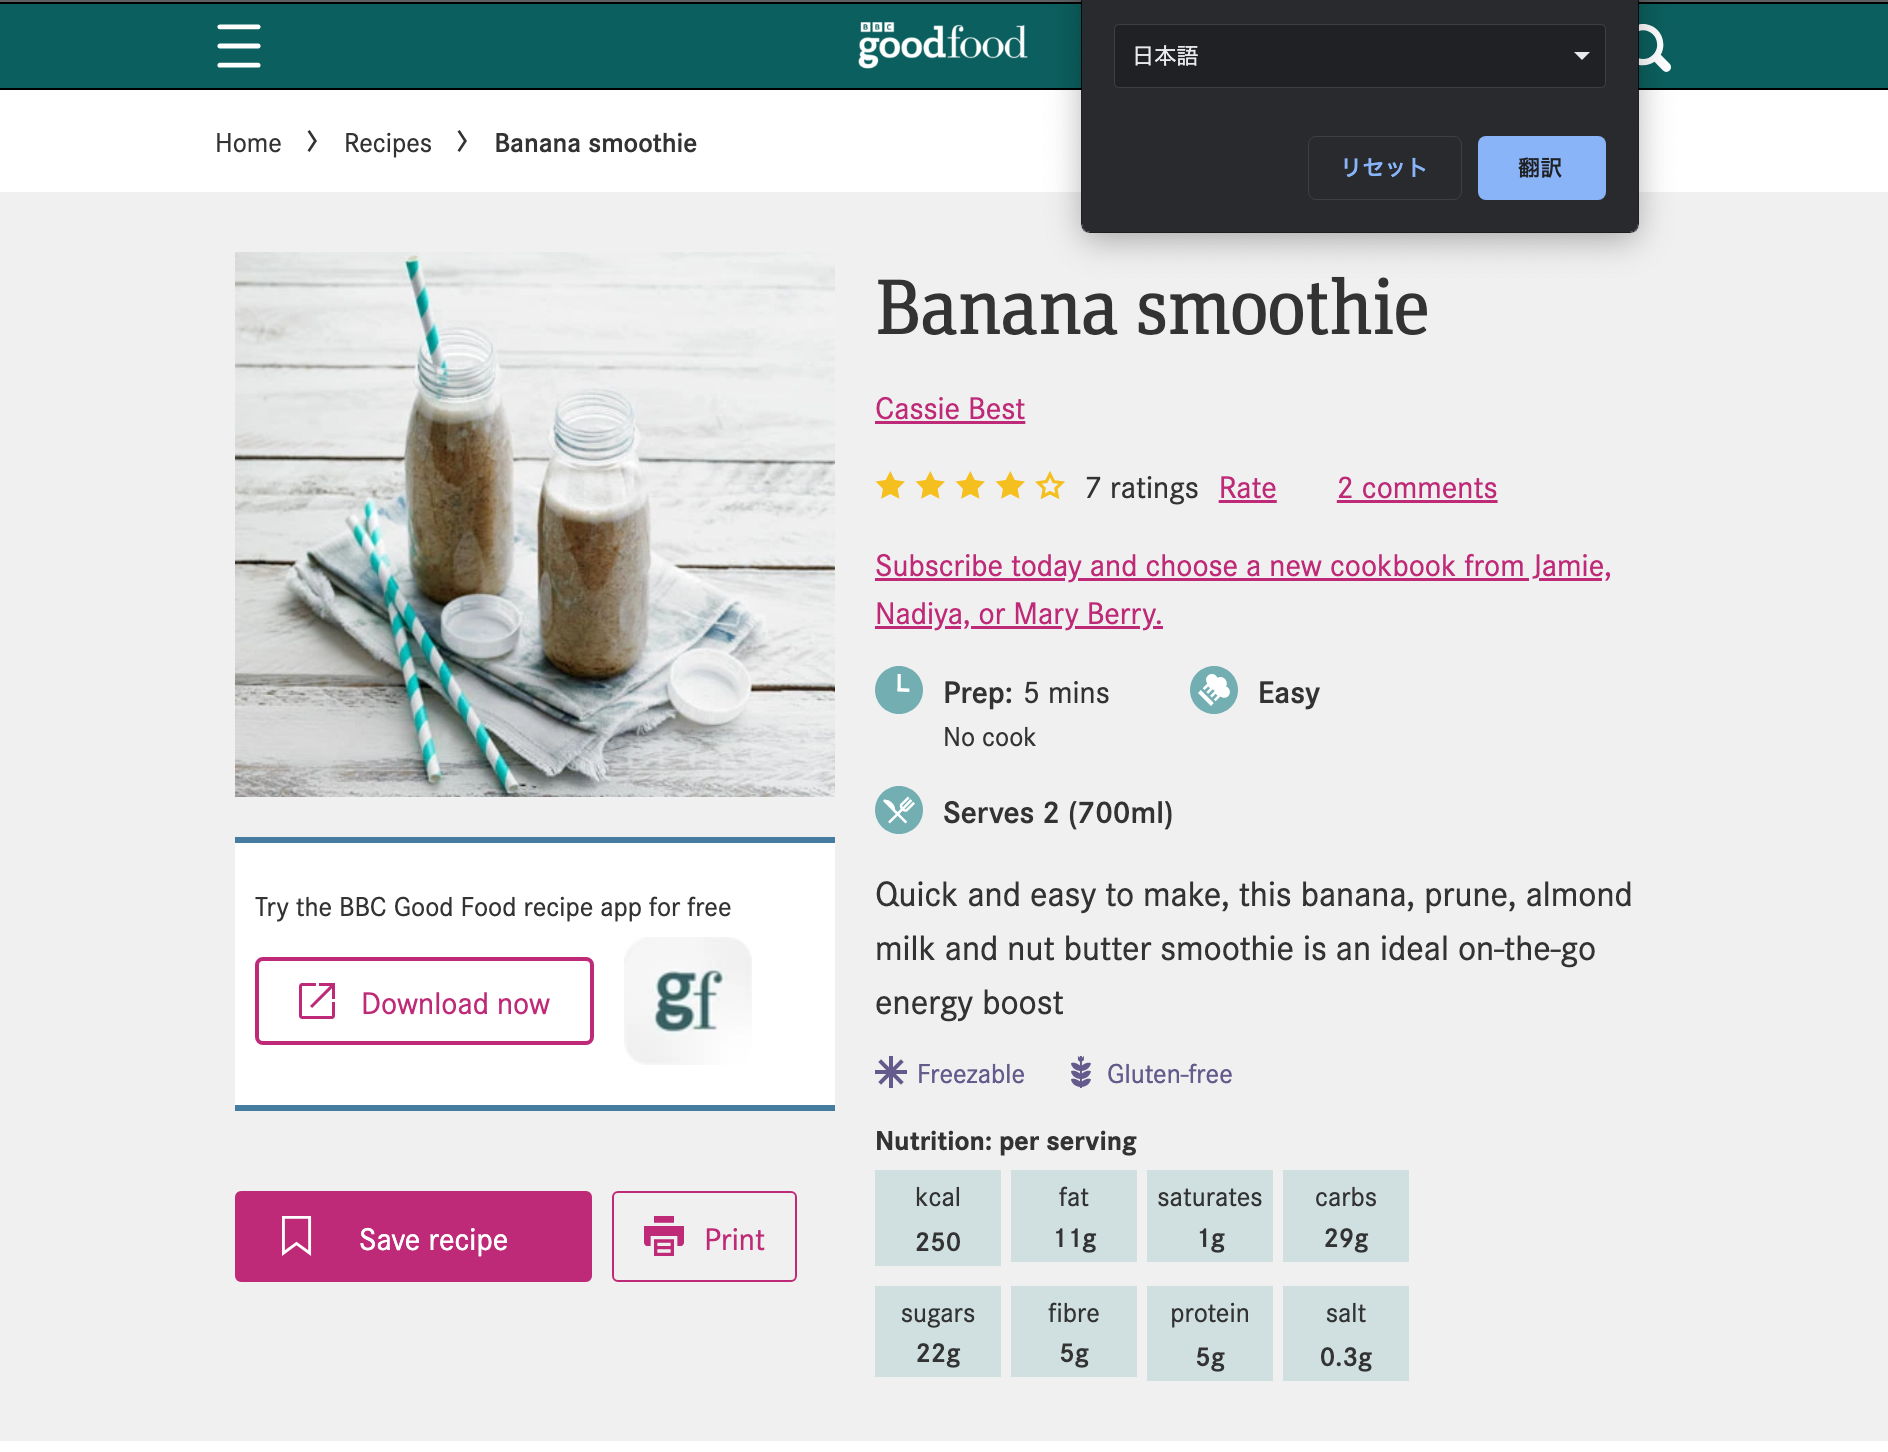 BBC
goodfood
日本語
リセット
翻訳
Home
Recipes
Banana smoothie
Banana smoothie
Cassie Best
7 ratings
Rate
2 comments
Subscribe today and choose a new cookbook from Jamie,
Nadiya, or Mary Berry.
Prep: 5 mins
No cook
Easy
Serves 2 (700ml)
Quick and easy to make, this banana, prune, almond
milk and nut butter smoothie is an ideal on-the-go
energy boost
Freezable
Gluten-free
Nutrition: per serving
kcal
250
fat
11g
saturates
1g
carbs
29g
sugars
22g
fibre
5g
protein
5g
salt
0.3g
Try the BBC Good Food recipe app for free
Download now
gf
Save recipe
Print